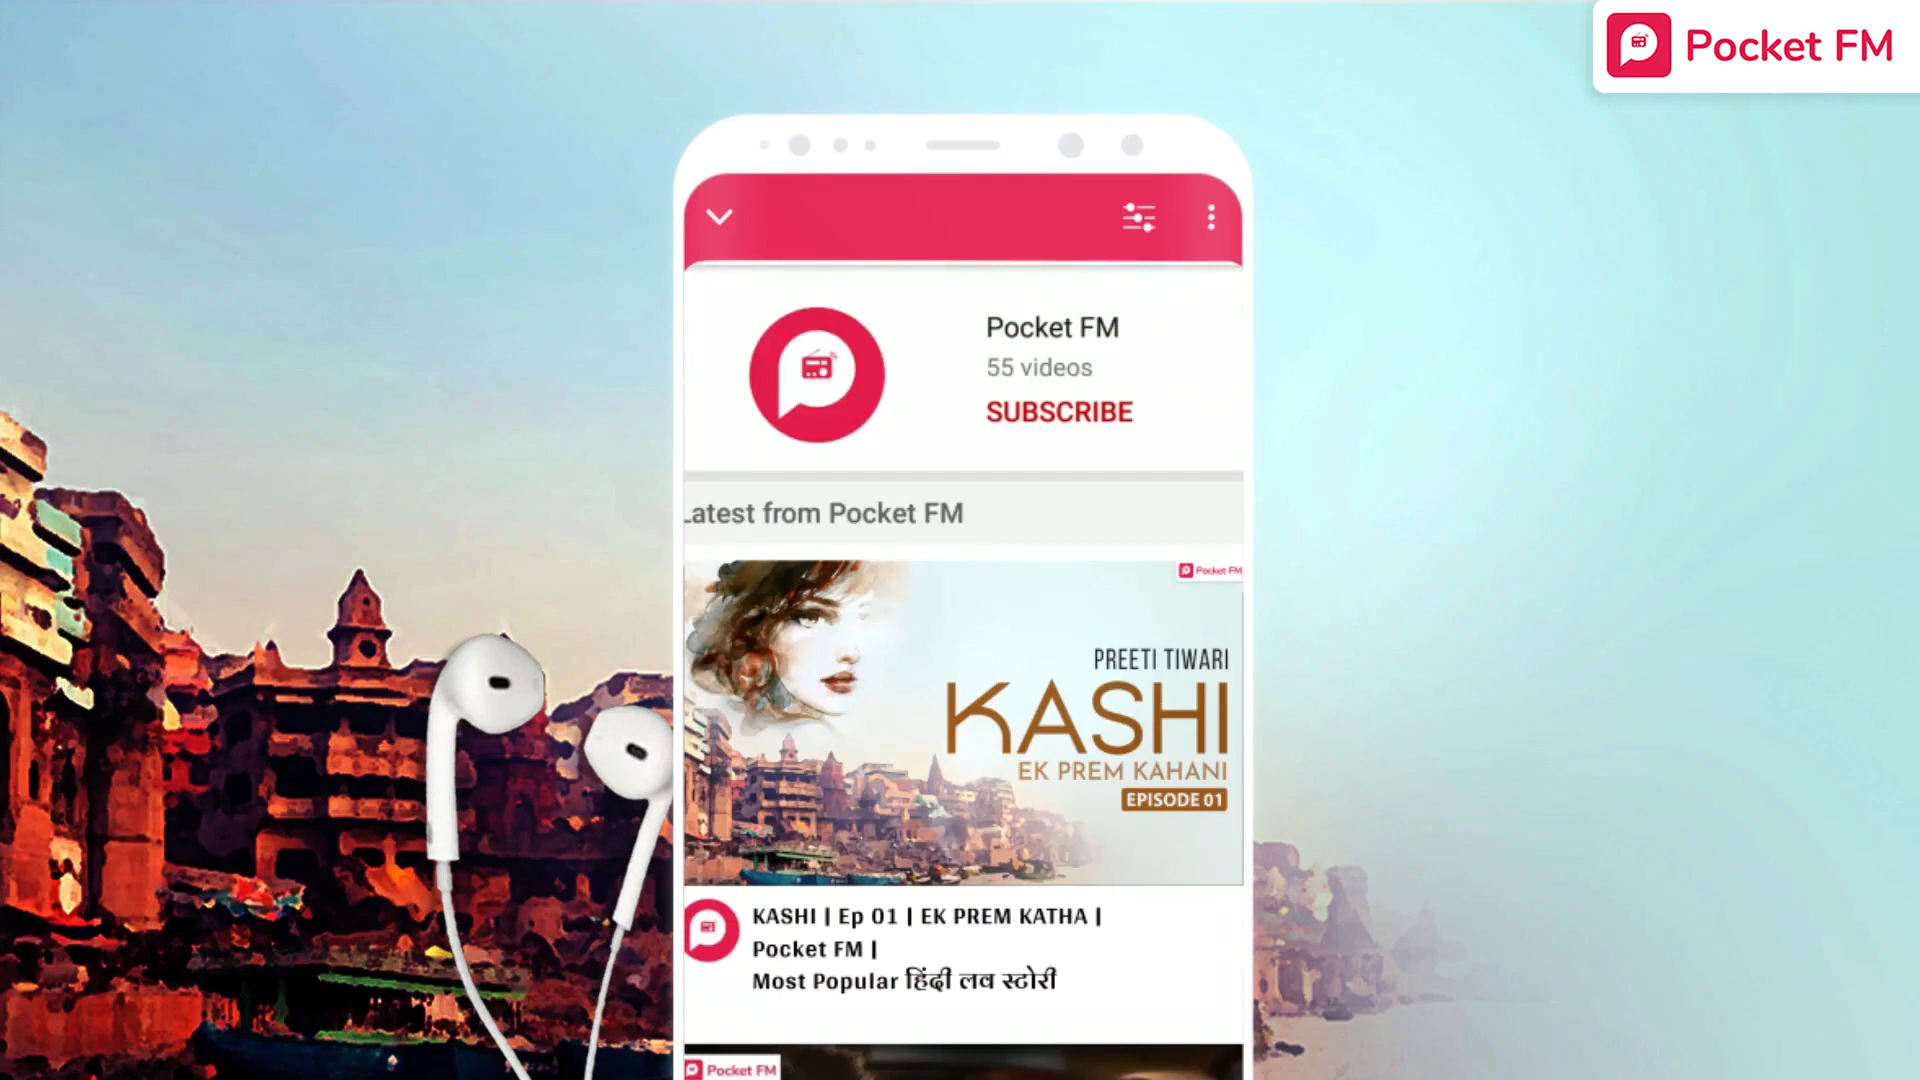 Pocket FM
Pocket FM
55 videos
SUBSCRIBE
Latest from Pocket FM
Pocket FM
PREETI TIWARI
KASHI
EK PREM KAHANI
EPISODE 01
KASHI | Ep 01 | EK PREM KATHA |
Pocket FM |
Most Popular हिंदी लव स्टोरी
Pocket FM